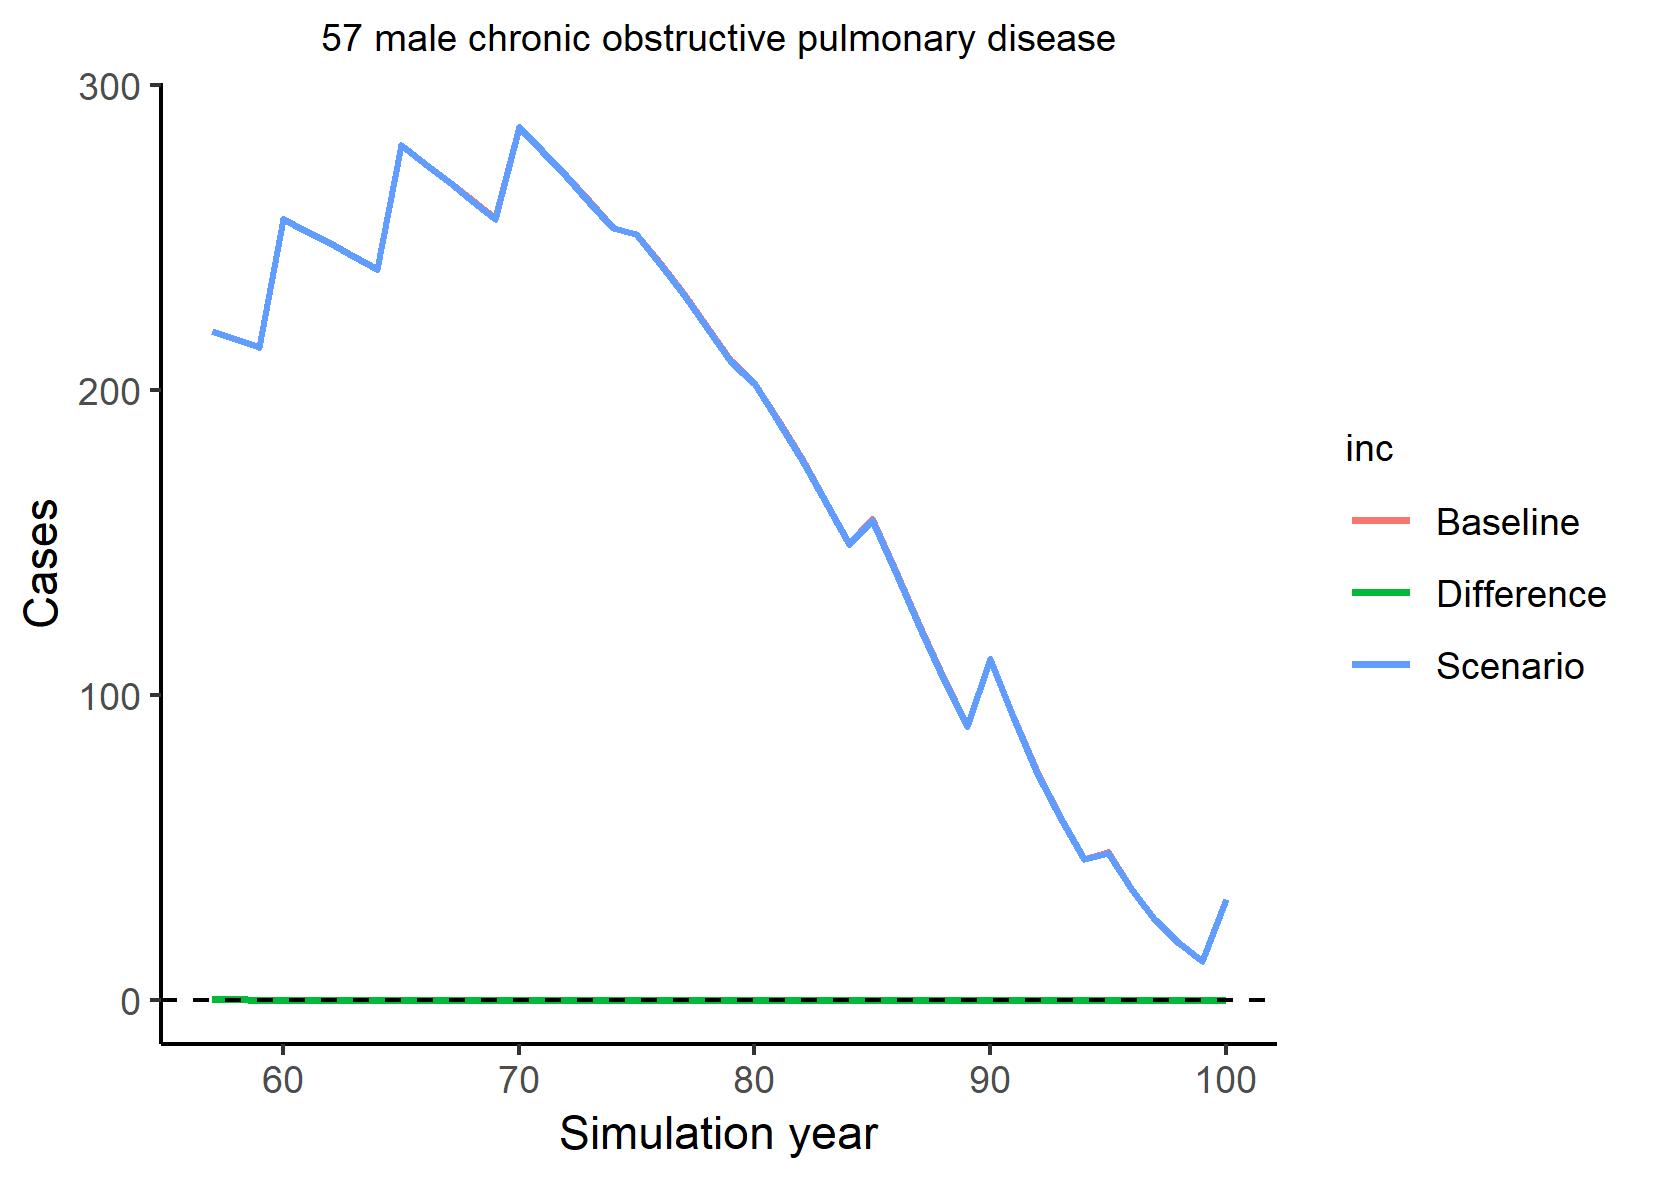 57 male chronic obstructive pulmonary disease
300
200
100
0
Cases
60 70 80 90 100
Simulation year
inc
Baseline
Difference
Scenario